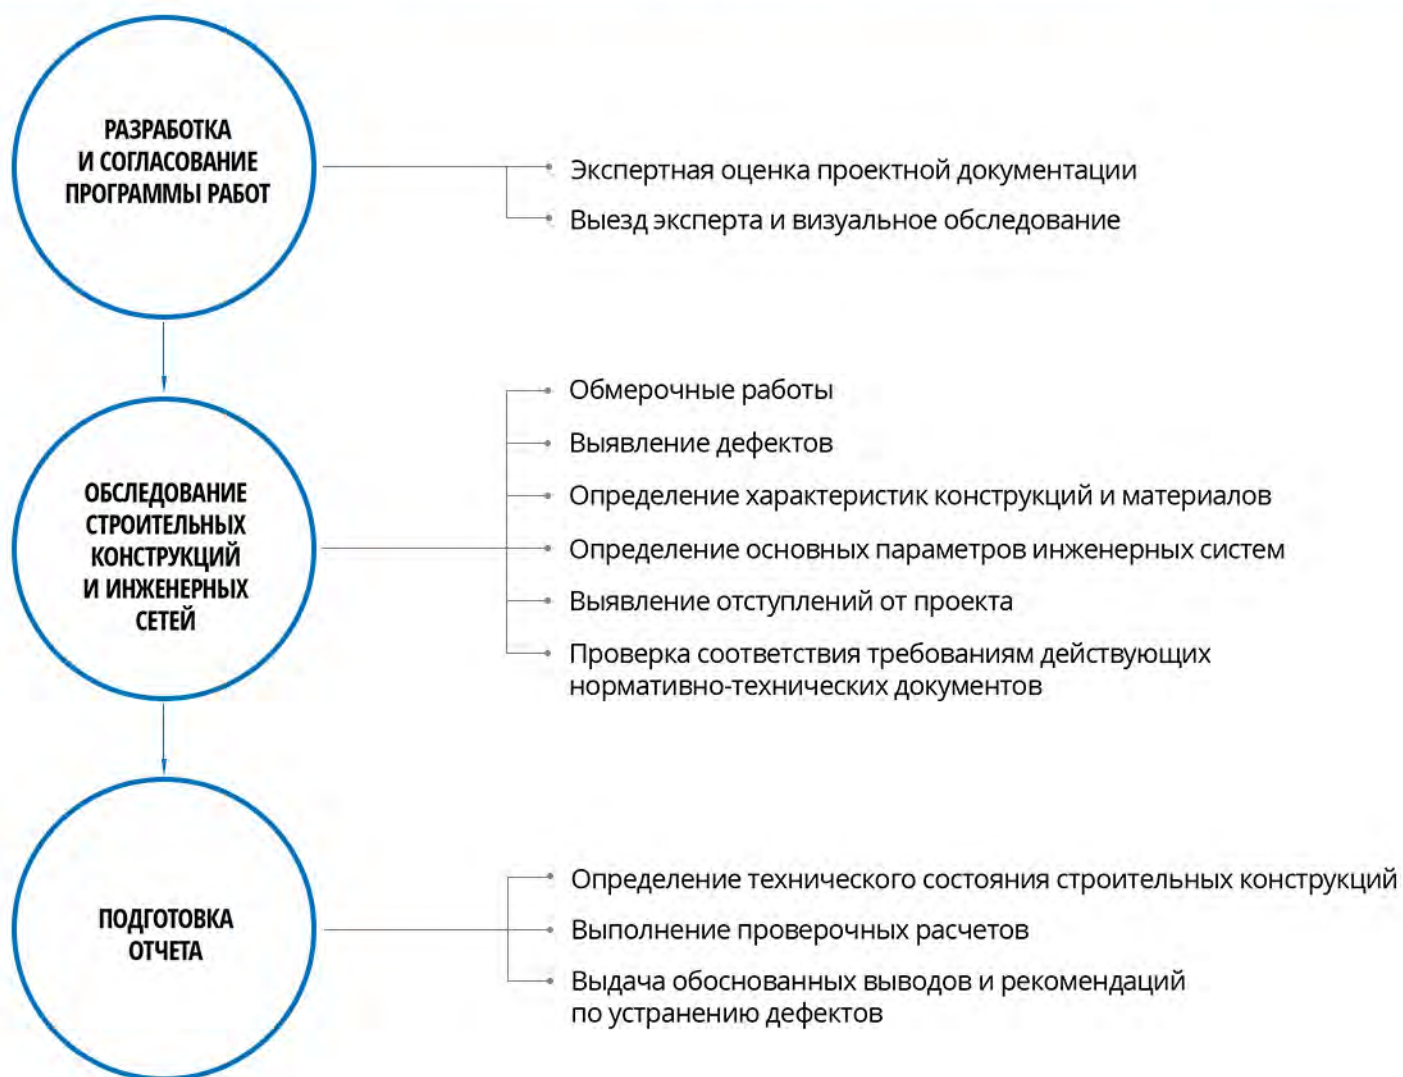 РАЗРАБОТКА
И СОГЛАСОВАНИЕ
ПРОГРАММЫ РАБОТ
Экспертная оценка проектной документации
Выезд эксперта и визуальное обследование
ОБСЛЕДОВАНИЕ
СТРОИТЕЛЬНЫХ
КОНСТРУКЦИЙ
И ИНЖЕНЕРНЫХ
СЕТЕЙ
Обмерочные работы
Выявление дефектов
Определение характеристик конструкций и материалов
Определение основных параметров инженерных систем
Выявление отступлений от проекта
Проверка соответствия требованиям действующих
нормативно-технических документов
ПОДГОТОВКА
ОТЧЕТА
Определение технического состояния строительных конструкций
Выполнение проверочных расчетов
Выдача обоснованных выводов и рекомендаций
по устранению дефектов